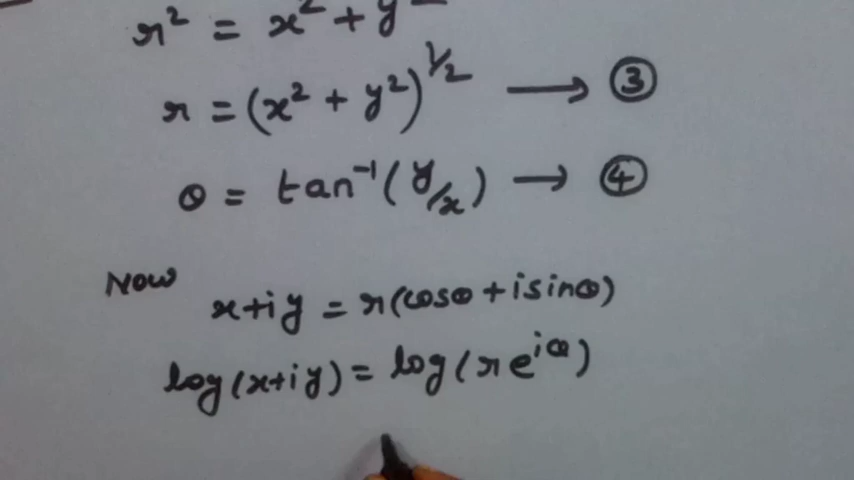 r² = x² + y²
r = (x² + y²)^1/2 → ③
θ = tan⁻¹(y/x) → ④
Now
x+iy = r(cosθ + i sinθ)
log(x+iy) = log(re^iθ)